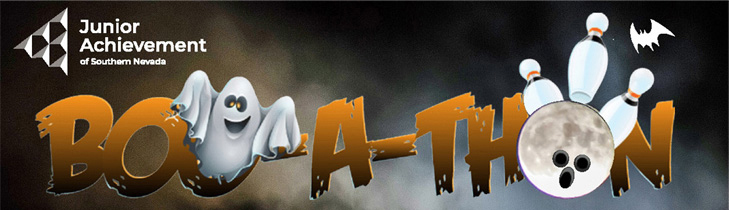 Junior
Achievement
of Southern Nevada
BOO-A-THON